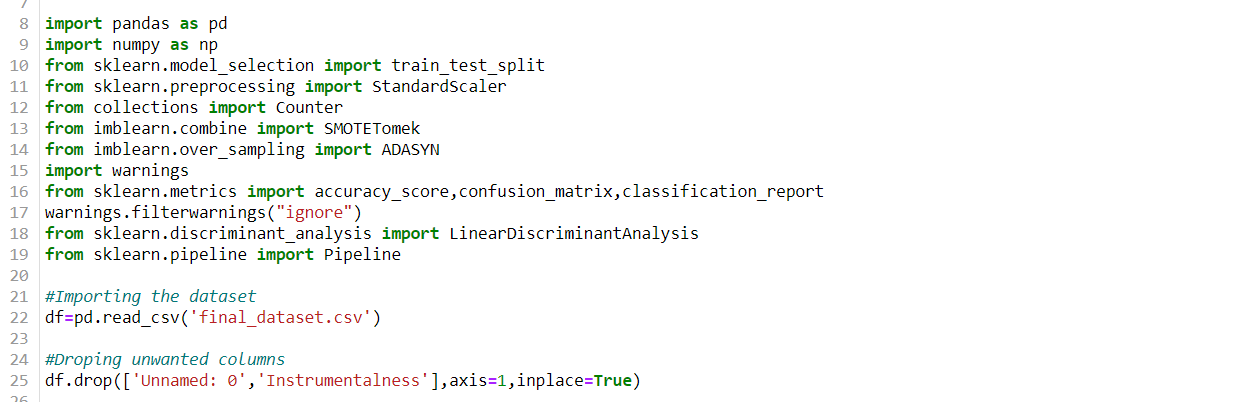 8 import pandas as pd
9 import numpy as np
10 from sklearn.model_selection import train_test_split
11 from sklearn.preprocessing import StandardScaler
12 from collections import Counter
13 from imblearn.combine import SMOTETomek
14 from imblearn.over_sampling import ADASYN
15 import warnings
16 from sklearn.metrics import accuracy_score,confusion_matrix,classification_report
17 warnings.filterwarnings("ignore")
18 from sklearn.discriminant_analysis import LinearDiscriminantAnalysis
19 from sklearn.pipeline import Pipeline
20
21 #Importing the dataset
22 df=pd.read_csv('final_dataset.csv')
23
24 #Droping unwanted columns
25 df.drop(['Unnamed: 0','Instrumentalness'],axis=1,inplace=True)